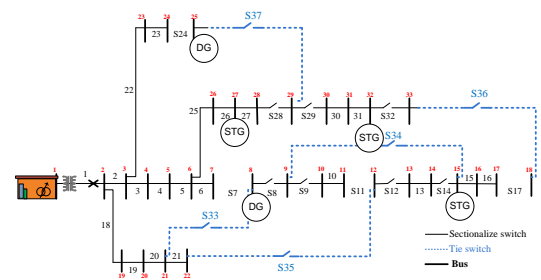 23 24 25 S37
23 S24 DG
22
26 27 28 29 30 31 32 33 S36
25 26 27 S28 S29 30 31 S32
STG STG S34
1 2 3 4 5 6 7 8 9 10 11 12 13 14 15 16 17 18
1 2 3 4 5 6 S7 S8 S9 10 S11 S12 13 S14 15 16 S17
DG STG
18 S33
20 21 S35
19
19 20 21 22
Sectionalize switch
Tie switch
Bus